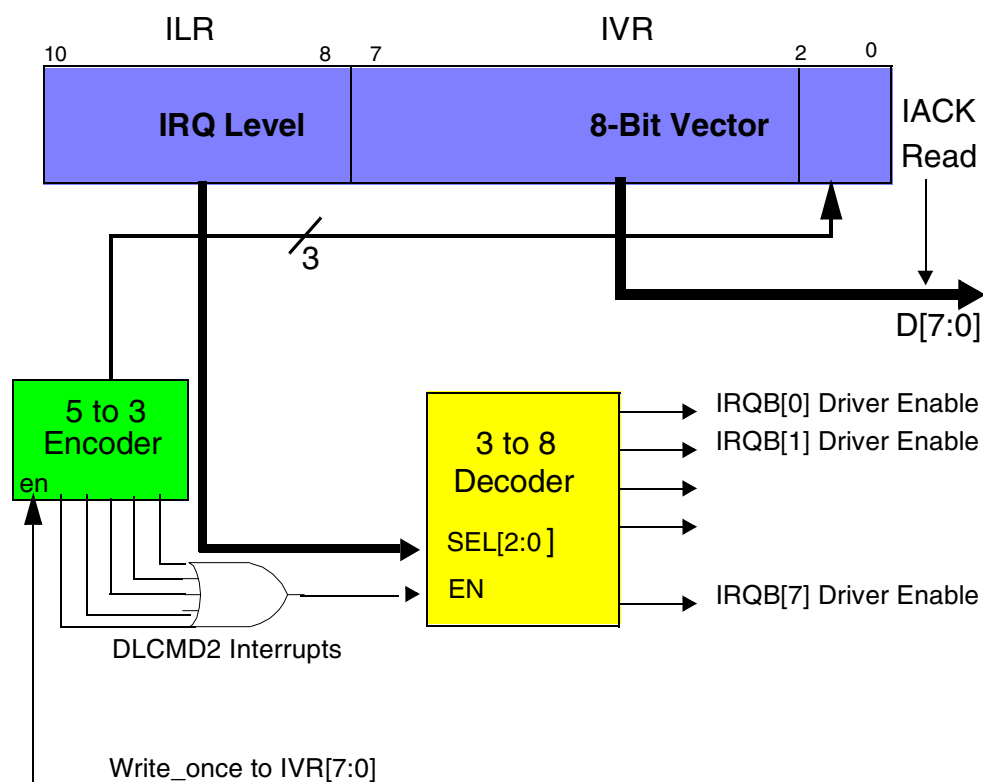 ILR IVR
10 8 7 2 0
IRQ Level 8-Bit Vector
IACK
Read
3
D[7:0]
5 to 3
Encoder
en
3 to 8
Decoder
SEL[2:0 ]
EN
IRQB[0] Driver Enable
IRQB[1] Driver Enable
IRQB[7] Driver Enable
DLCMD2 Interrupts
Write_once to IVR[7:0]